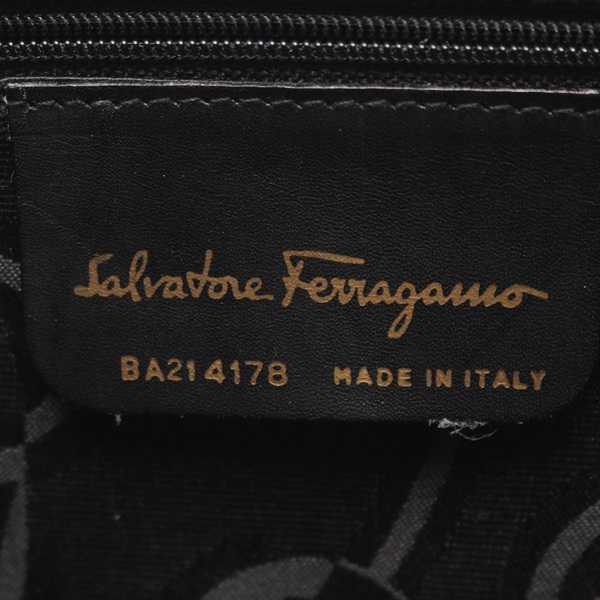 Salvatore Ferragamo
BA214178 MADE IN ITALY